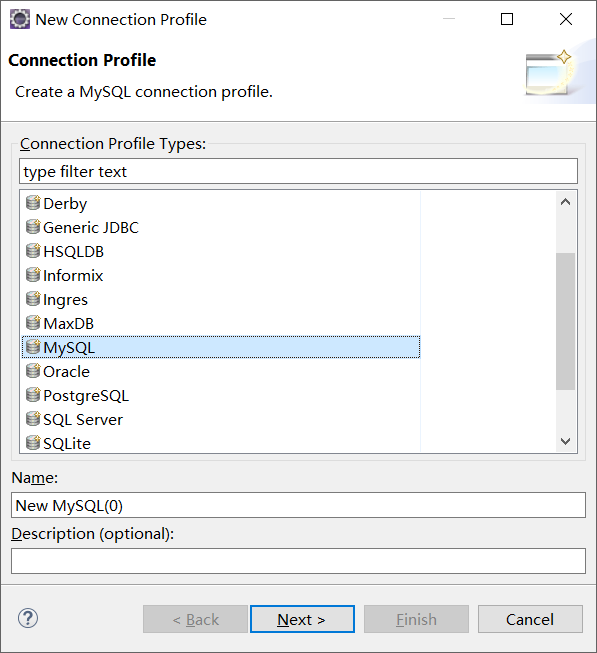 New Connection Profile
Connection Profile
Create a MySQL connection profile.
Connection Profile Types:
type filter text
Derby
Generic JDBC
HSQLDB
Informix
Ingres
MaxDB
MySQL
Oracle
PostgreSQL
SQL Server
SQLite
Name:
New MySQL(0)
Description (optional):
? < Back Next > Finish Cancel